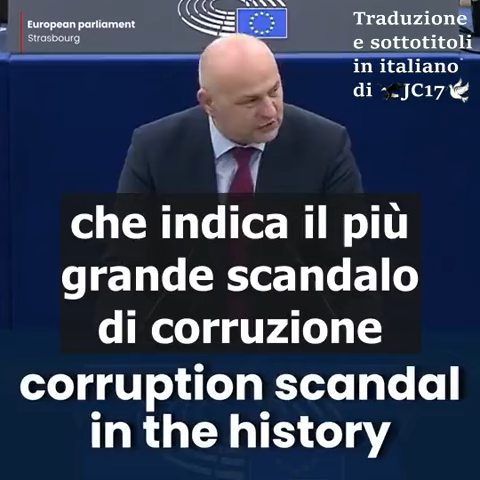 European parliament
Strasbourg
Traduzione
e sottotitoli
in italiano
di JC17
che indica il più
grande scandalo
di corruzione
corruption scandal
in the history